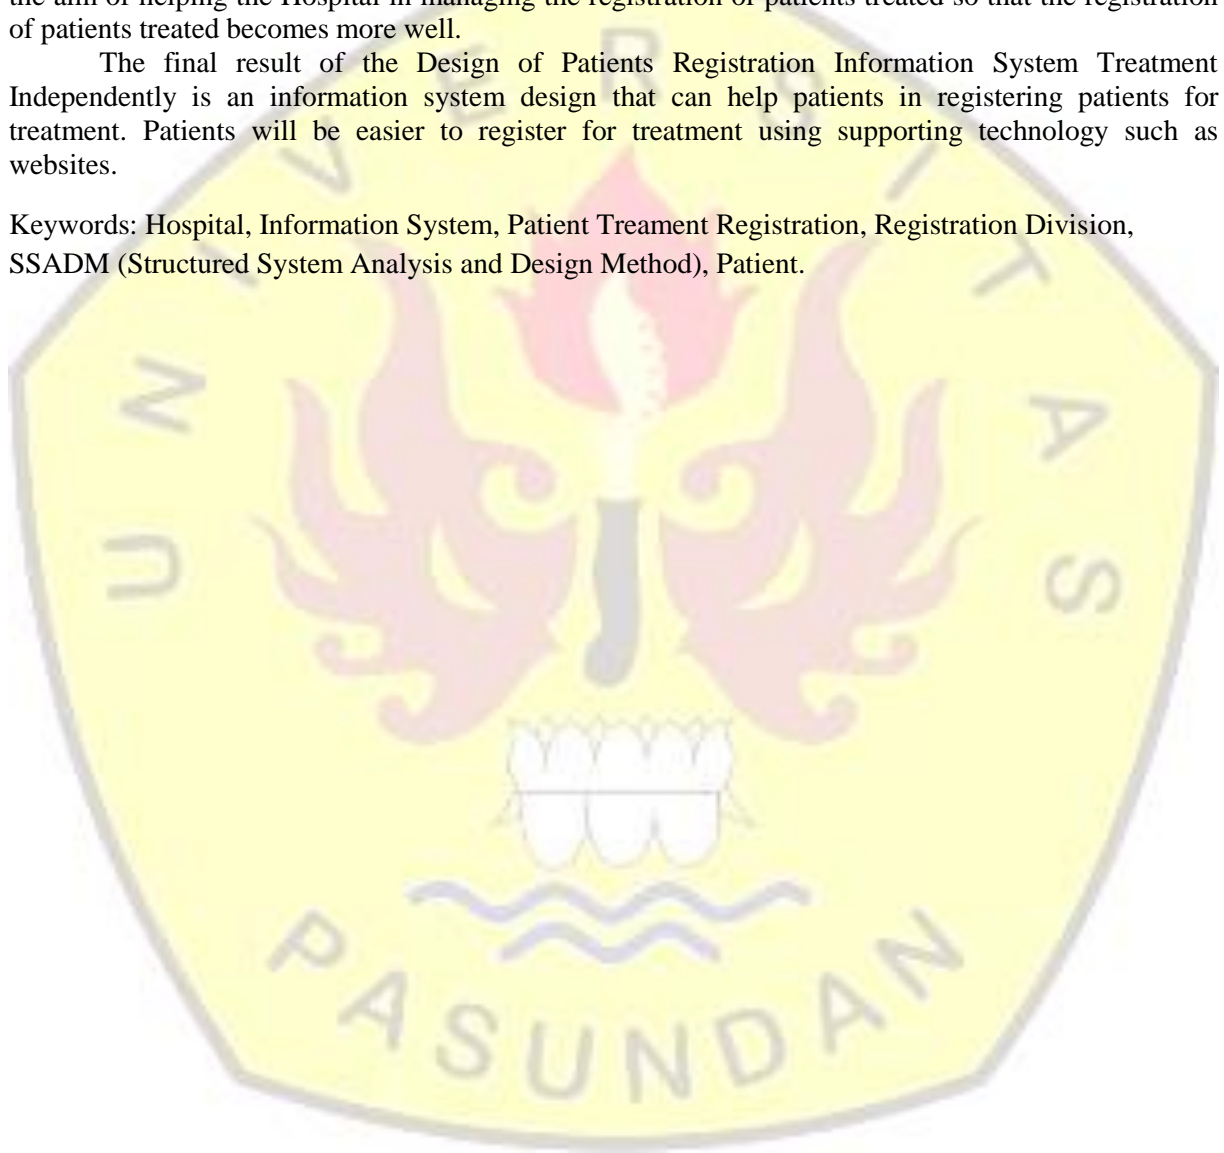 the aim of helping the Hospital in managing the registration of patients treated so that the registration
of patients treated becomes more well.
The final result of the Design of Patients Registration Information System Treatment
Independently is an information system design that can help patients in registering patients for
treatment. Patients will be easier to register for treatment using supporting technology such as
websites.
Keywords: Hospital, Information System, Patient Treament Registration, Registration Division,
SSADM (Structured System Analysis and Design Method), Patient.
UNIVERSITAS
PASUNDAN